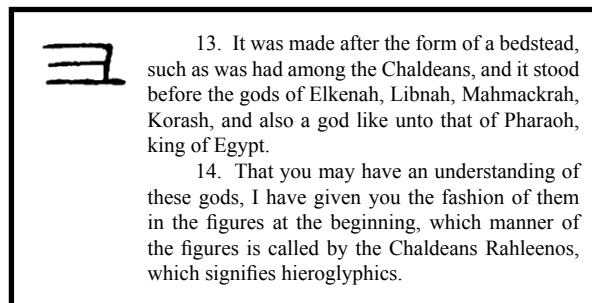 13. It was made after the form of a bedstead,
such as was had among the Chaldeans, and it stood
before the gods of Elkenah, Libnah, Mahmackrah,
Korash, and also a god like unto that of Pharaoh,
king of Egypt.
14. That you may have an understanding of
these gods, I have given you the fashion of them
in the figures at the beginning, which manner of
the figures is called by the Chaldeans Rahleenos,
which signifies hieroglyphics.